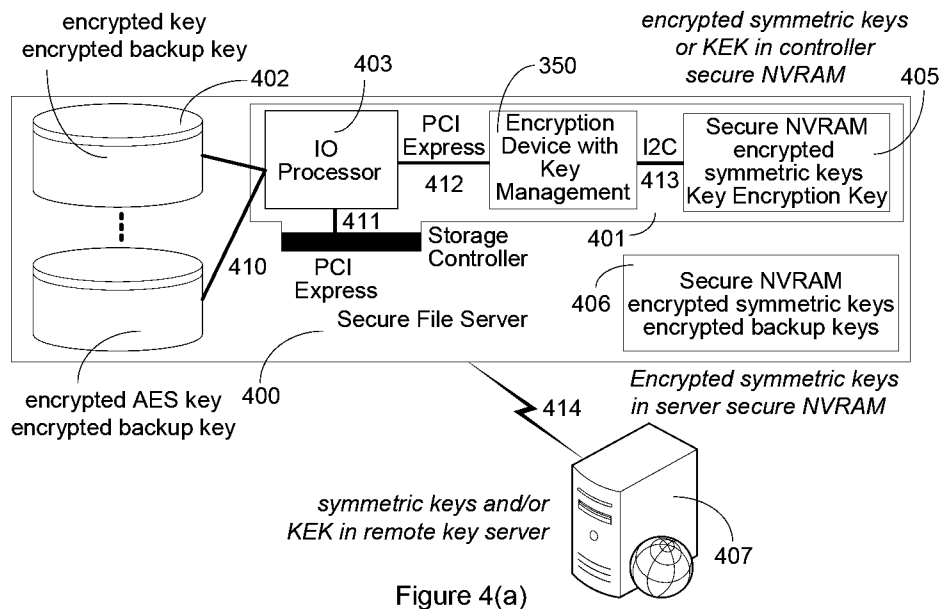 encrypted key
encrypted backup key
402
403
350
encrypted symmetric keys
or KEK in controller
secure NVRAM
405
IO
Processor
PCI
Express
412
Encryption
Device with
Key
Management
I2C
413
Secure NVRAM
encrypted
symmetric keys
Key Encryption Key
411
401
Storage
Controller
410
PCI
Express
406
Secure NVRAM
encrypted symmetric keys
encrypted backup keys
Secure File Server
400
encrypted AES key
encrypted backup key
Encrypted symmetric keys
in server secure NVRAM
414
symmetric keys and/or
KEK in remote key server
407
Figure 4(a)